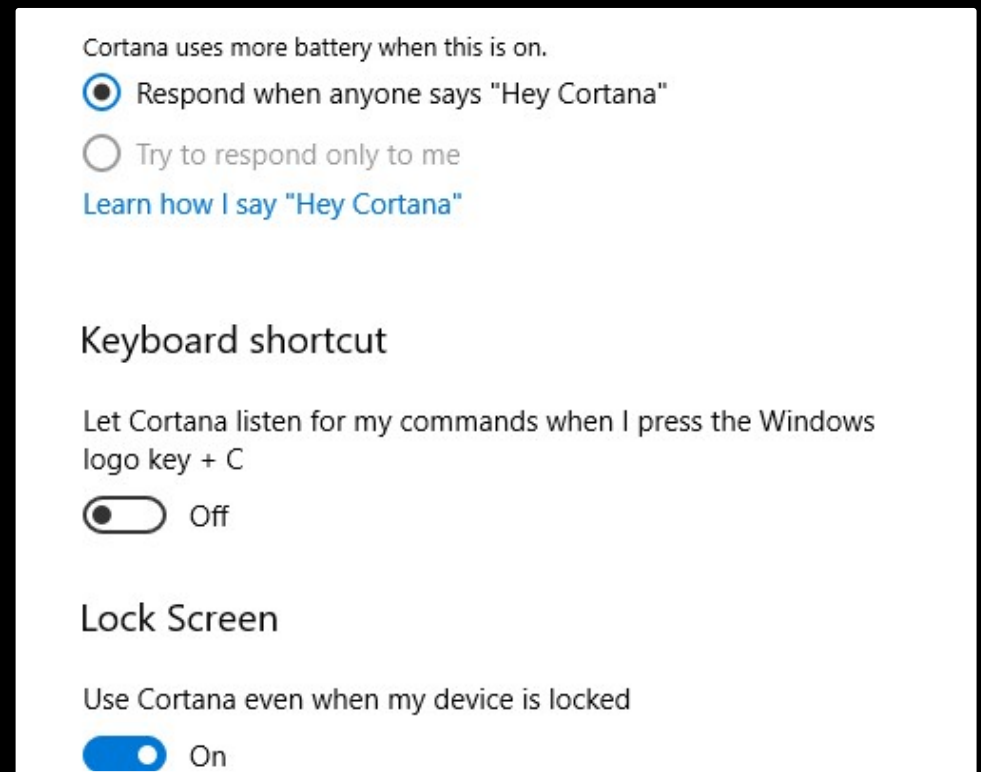 Cortana uses more battery when this is on.
Respond when anyone says "Hey Cortana"
Try to respond only to me
Learn how I say "Hey Cortana"
Keyboard shortcut
Let Cortana listen for my commands when I press the Windows
logo key + C
Off
Lock Screen
Use Cortana even when my device is locked
On